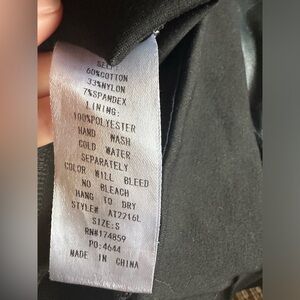 SELF:
60%COTTON
33%NYLON
7%SPANDEX
LINING:
100%POLYESTER
HAND WASH
COLD WATER
SEPARATELY
COLOR WILL BLEED
NO BLEACH
HANG TO DRY
STYLE# AT2216L
SIZE:S
RN#174859
PO:4644
MADE IN CHINA